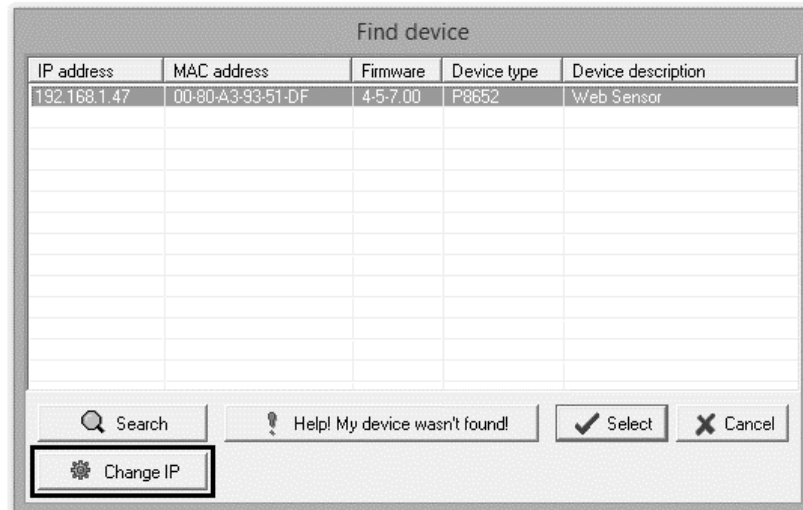 Find device
IP address MAC address Firmware Device type Device description
192.168.1.47 00-80-A3-93-51-DF 4-5-7.00 P8652 Web Sensor
Search Help! My device wasn't found! Select Cancel
Change IP